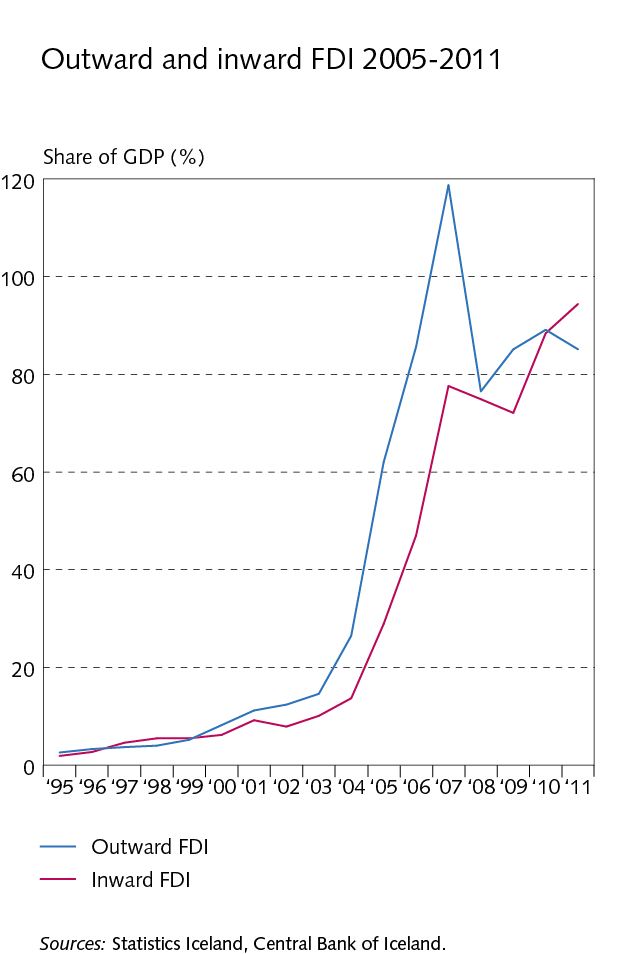 Outward and inward FDI 2005-2011
Share of GDP (%)
120
100
80
60
40
20
0
‘95 ‘96 ‘97 ‘98 ‘99 ‘00 ‘01 ‘02 ‘03 ‘04 ‘05 ‘06 ‘07 ‘08 ‘09 ‘10 ‘11
Outward FDI
Inward FDI
Sources: Statistics Iceland, Central Bank of Iceland.